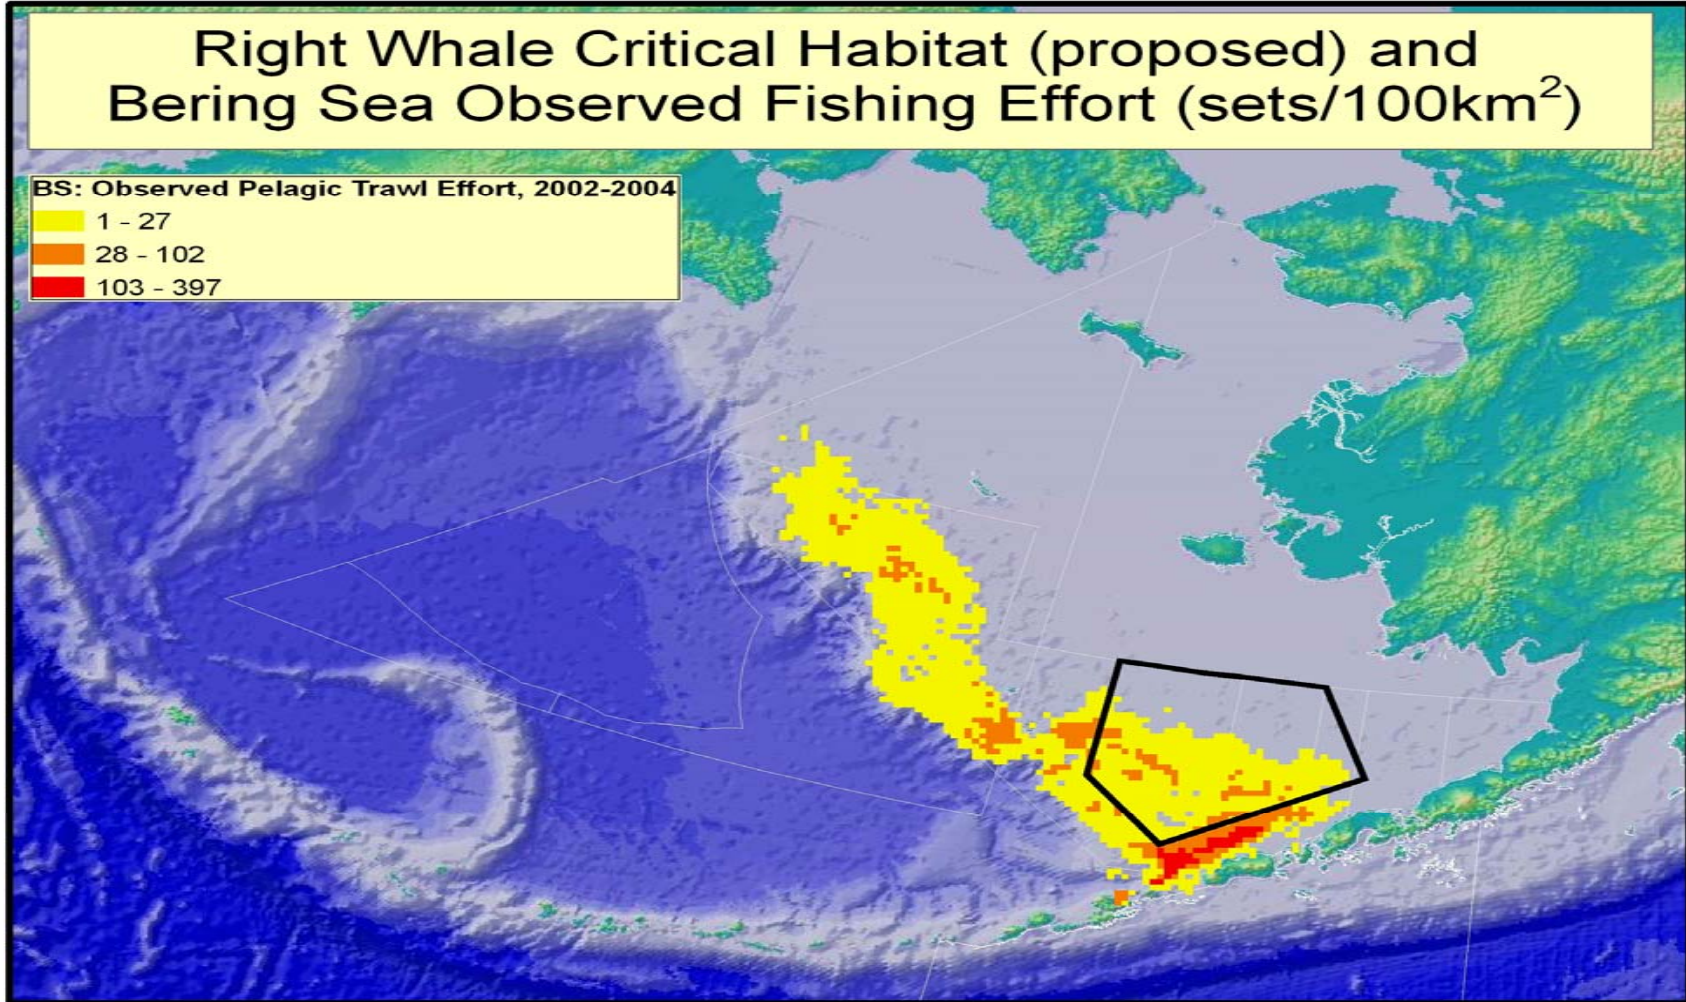 Right Whale Critical Habitat (proposed) and
Bering Sea Observed Fishing Effort (sets/100km²)
BS: Observed Pelagic Trawl Effort, 2002-2004
1 - 27
28 - 102
103 - 397